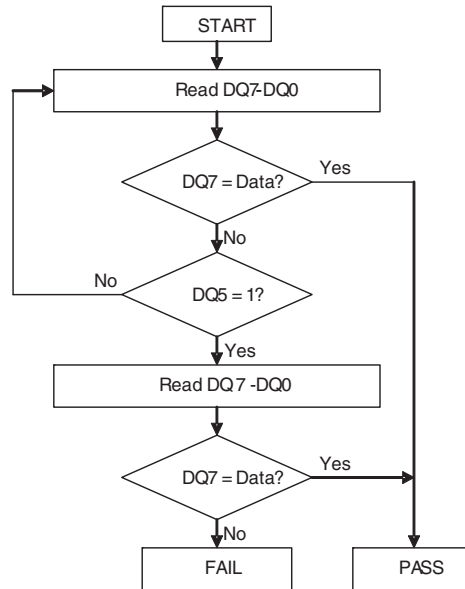 START
Read DQ7-DQ0
DQ7 = Data?
Yes
No
DQ5 = 1?
No
Yes
Read DQ 7 -DQ0
DQ7 = Data?
Yes
No
FAIL
PASS